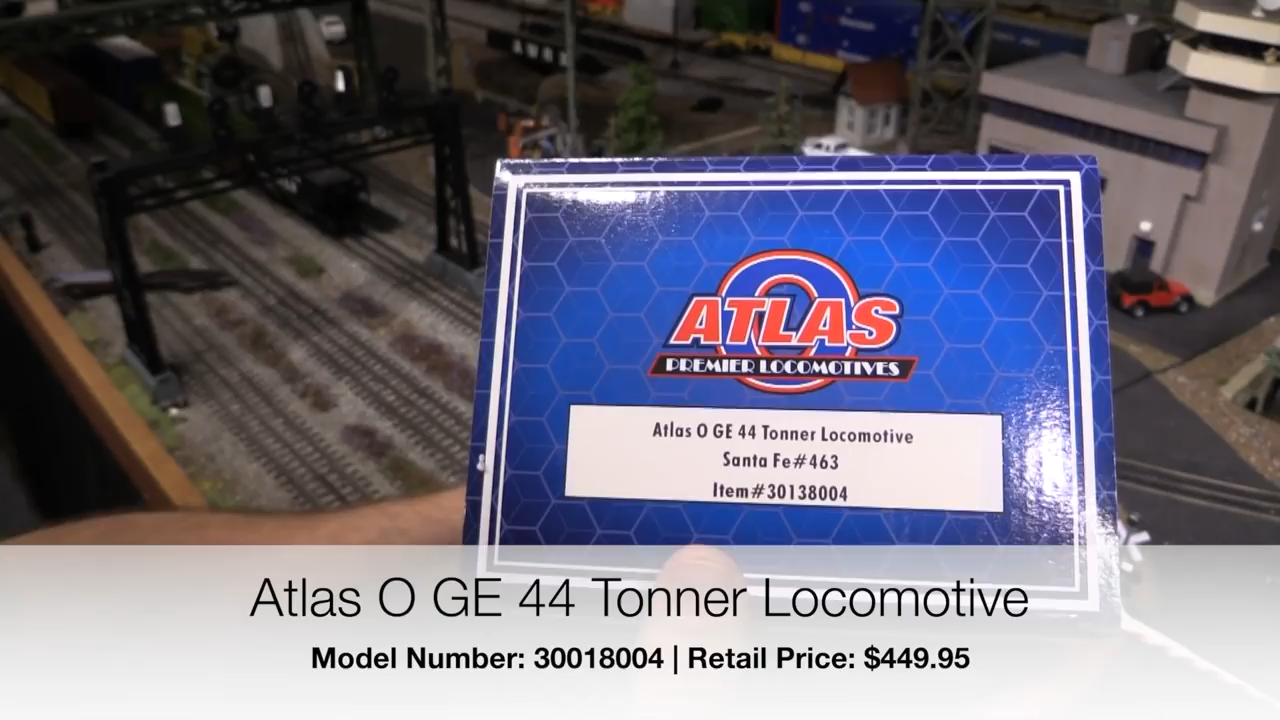 ATLAS
PREMIER LOCOMOTIVES
Atlas O GE 44 Tonner Locomotive
Santa Fe#463
Item#30138004
Atlas O GE 44 Tonner Locomotive
Model Number: 30018004 | Retail Price: $449.95